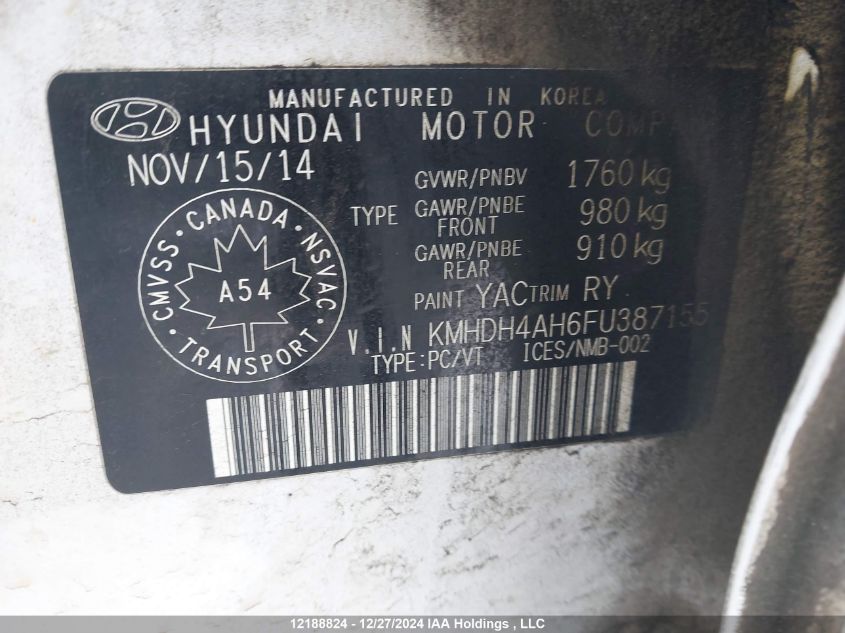 MANUFACTURED IN KOREA
HYUNDAI MOTOR
NOV/15/14
GVWR/PNBV 1760 kg
TYPE GAWR/PNBE FRONT 980 kg
GAWR/PNBE REAR 910 kg
PAINT YAC TRIM RY
V.I.N KMHDH4AH6FU387155
TYPE:PC/VT ICES/NMB-002
CMVSS · CANADA · NSVAC · TRANSPORT ·
A54
12188824 - 12/27/2024 IAA Holdings , LLC